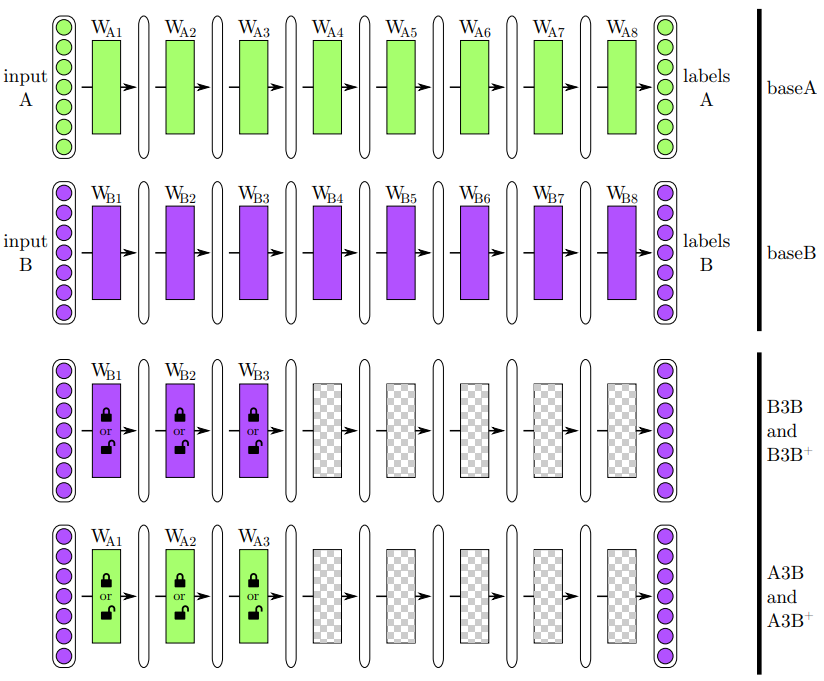 W_A1 W_A2 W_A3 W_A4 W_A5 W_A6 W_A7 W_A8
input
A
labels
A
baseA
W_B1 W_B2 W_B3 W_B4 W_B5 W_B6 W_B7 W_B8
input
B
labels
B
baseB
W_B1 W_B2 W_B3
or or or
B3B
and
B3B⁺
W_A1 W_A2 W_A3
or or or
A3B
and
A3B⁺